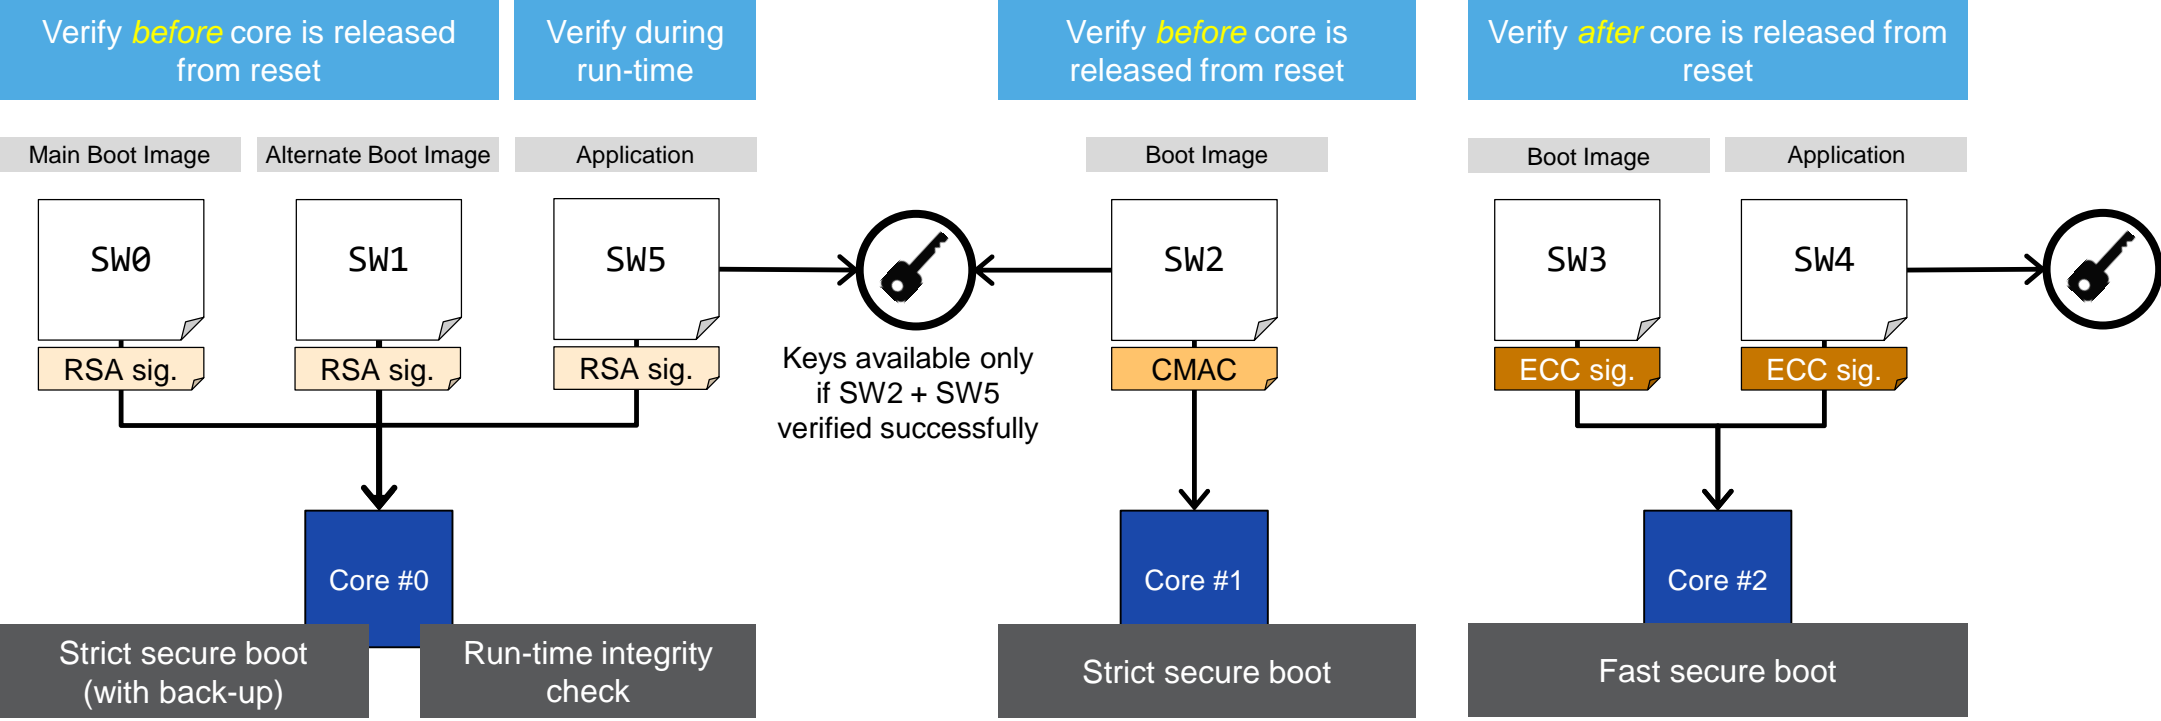 Verify before core is released
from reset
Verify during
run-time
Verify before core is
released from reset
Verify after core is released from
reset
Main Boot Image
Alternate Boot Image
Application
Boot Image
Boot Image
Application
SW0
SW1
SW5
SW2
SW3
SW4
RSA sig.
RSA sig.
RSA sig.
Keys available only
if SW2 + SW5
verified successfully
CMAC
ECC sig.
ECC sig.
Core #0
Core #1
Core #2
Strict secure boot
(with back-up)
Run-time integrity
check
Strict secure boot
Fast secure boot